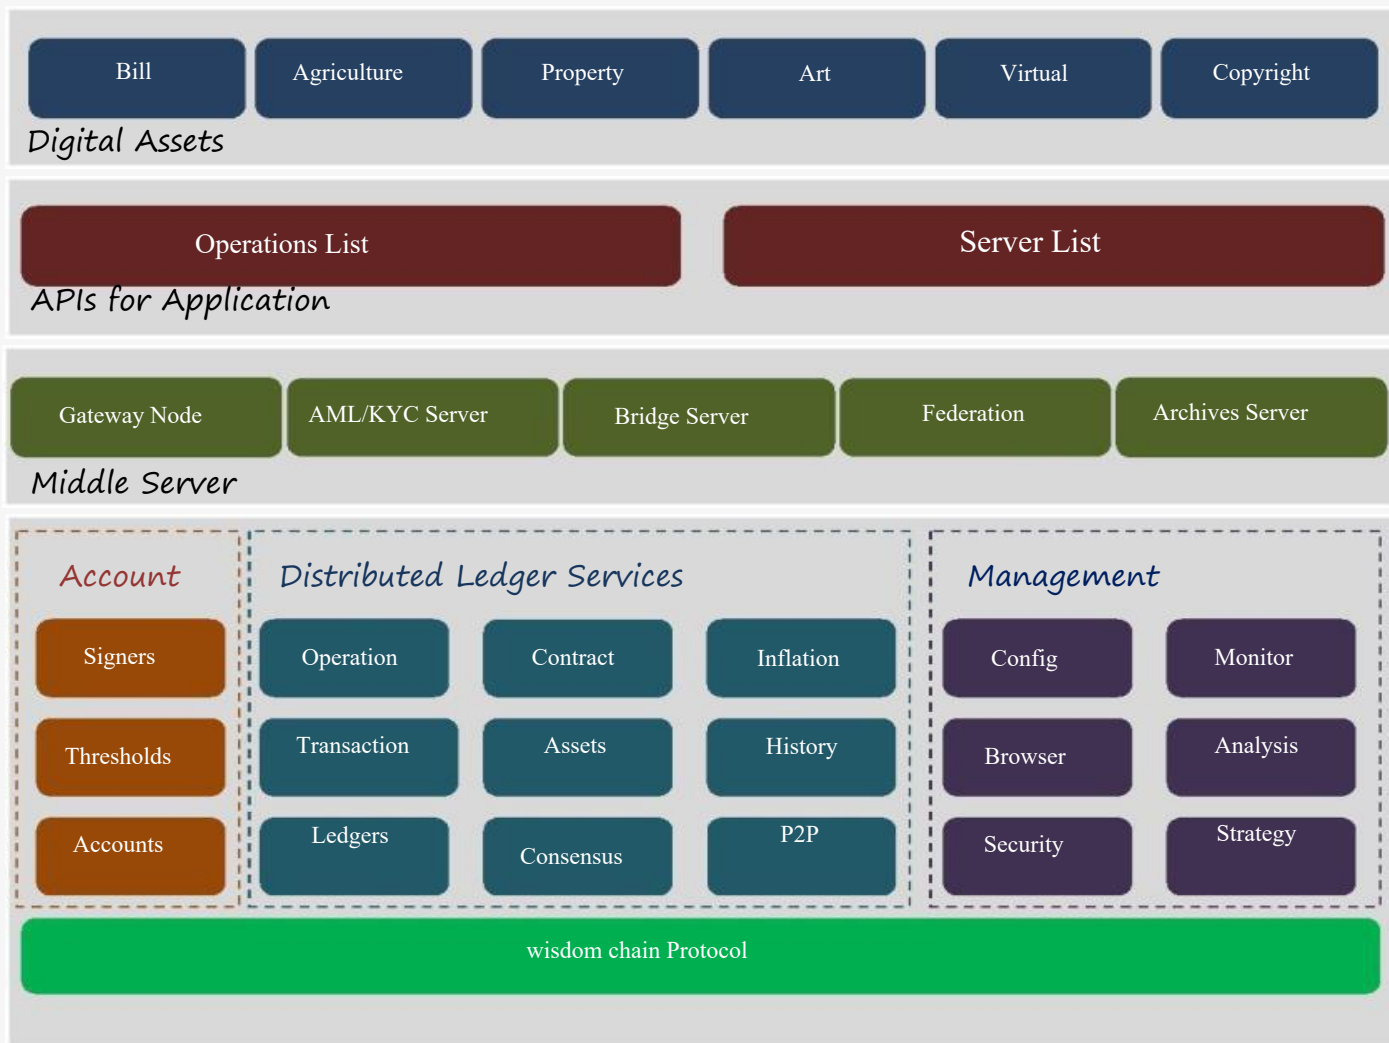 Bill
Agriculture
Property
Art
Virtual
Copyright
Digital Assets
Operations List
Server List
APIs for Application
Gateway Node
AML/KYC Server
Bridge Server
Federation
Archives Server
Middle Server
Account
Signers
Thresholds
Accounts
Distributed Ledger Services
Operation
Contract
Inflation
Transaction
Assets
History
Ledgers
Consensus
P2P
Management
Config
Monitor
Browser
Analysis
Security
Strategy
wisdom chain Protocol